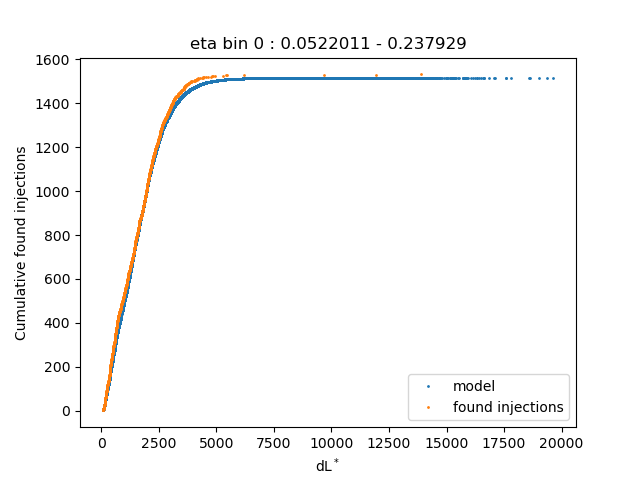 eta bin 0 : 0.0522011 - 0.237929
1600
1400
1200
1000
800
600
400
200
0
Cumulative found injections
model
found injections
0 2500 5000 7500 10000 12500 15000 17500 20000
dL*